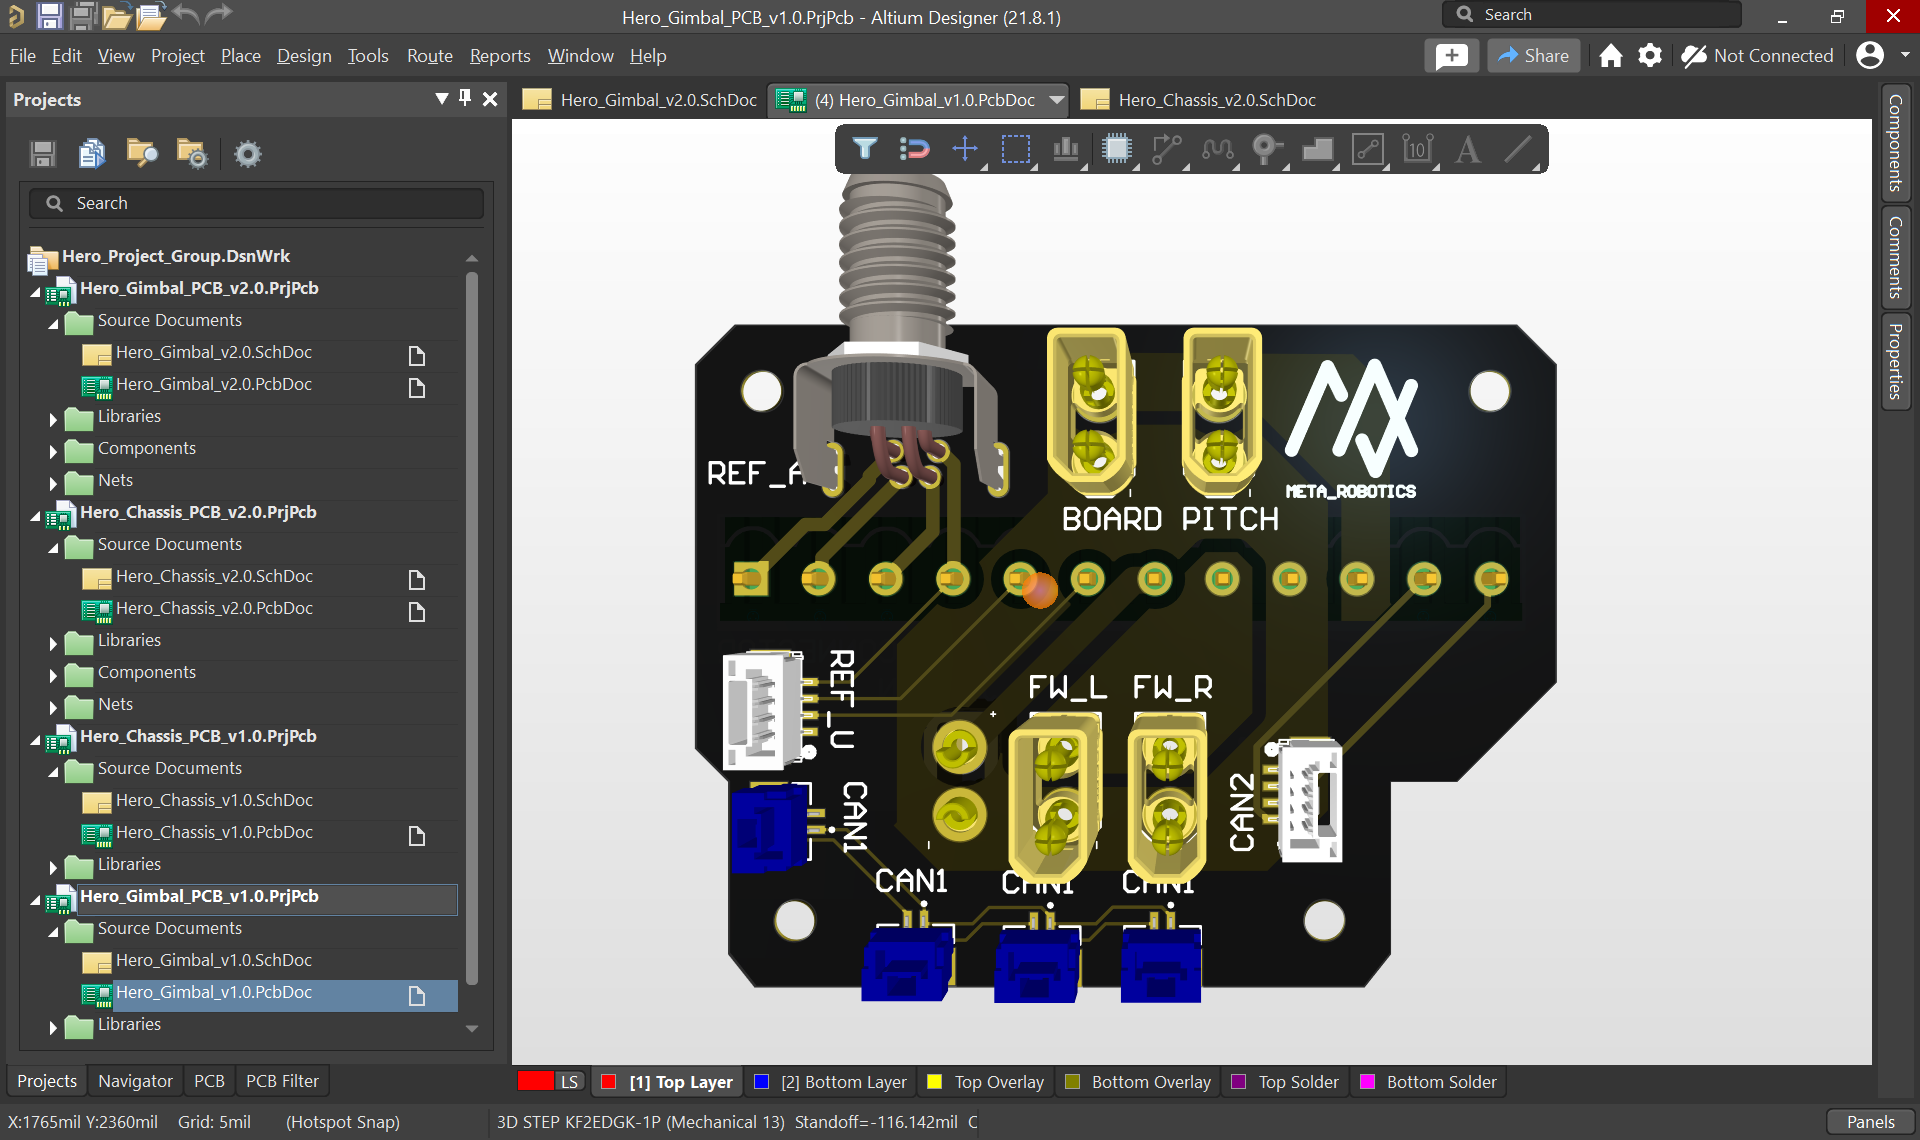 Hero_Gimbal_PCB_v1.0.PrjPcb - Altium Designer (21.8.1)
Search
File Edit View Project Place Design Tools Route Reports Window Help
Share
Not Connected
Projects
Hero_Gimbal_v2.0.SchDoc
(4) Hero_Gimbal_v1.0.PcbDoc
Hero_Chassis_v2.0.SchDoc
Search
Hero_Project_Group.DsnWrk
Hero_Gimbal_PCB_v2.0.PrjPcb
Source Documents
Hero_Gimbal_v2.0.SchDoc
Hero_Gimbal_v2.0.PcbDoc
Libraries
Components
Nets
Hero_Chassis_PCB_v2.0.PrjPcb
Source Documents
Hero_Chassis_v2.0.SchDoc
Hero_Chassis_v2.0.PcbDoc
Libraries
Components
Nets
Hero_Chassis_PCB_v1.0.PrjPcb
Source Documents
Hero_Chassis_v1.0.SchDoc
Hero_Chassis_v1.0.PcbDoc
Libraries
Hero_Gimbal_PCB_v1.0.PrjPcb
Source Documents
Hero_Gimbal_v1.0.SchDoc
Hero_Gimbal_v1.0.PcbDoc
Libraries
10
A
REF_A
META_ROBOTICS
BOARD PITCH
REF_U
FW_L FW_R
CAN1
CAN2
CAN1 CAN1 CAN1
Components
Comments
Properties
Projects Navigator PCB PCB Filter
LS [1] Top Layer [2] Bottom Layer Top Overlay Bottom Overlay Top Solder Bottom Solder
X:1765mil Y:2360mil Grid: 5mil (Hotspot Snap) 3D STEP KF2EDGK-1P (Mechanical 13) Standoff=-116.142mil C
Panels